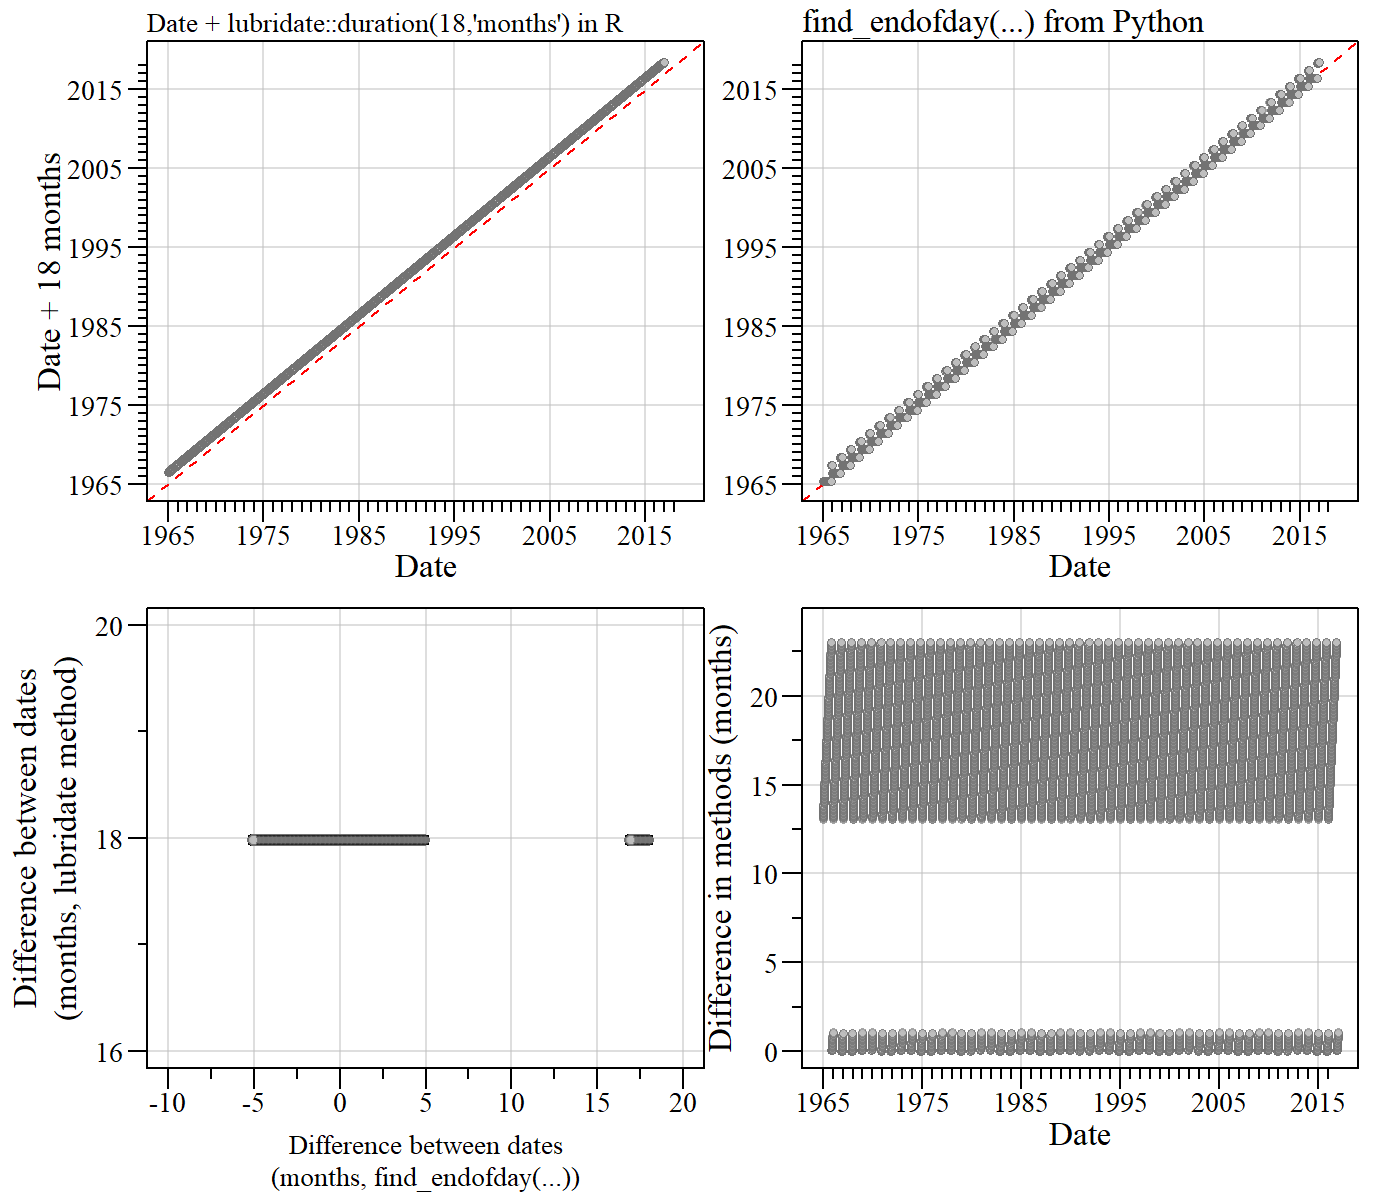 Date + lubridate::duration(18,'months') in R
Date + 18 months
2015
2005
1995
1985
1975
1965
1965 1975 1985 1995 2005 2015
Date
find_endofday(...) from Python
2015
2005
1995
1985
1975
1965
1965 1975 1985 1995 2005 2015
Date
Difference between dates
(months, lubridate method)
20
18
16
-10 -5 0 5 10 15 20
Difference between dates
(months, find_endofday(...))
Difference in methods (months)
20
15
10
5
0
1965 1975 1985 1995 2005 2015
Date